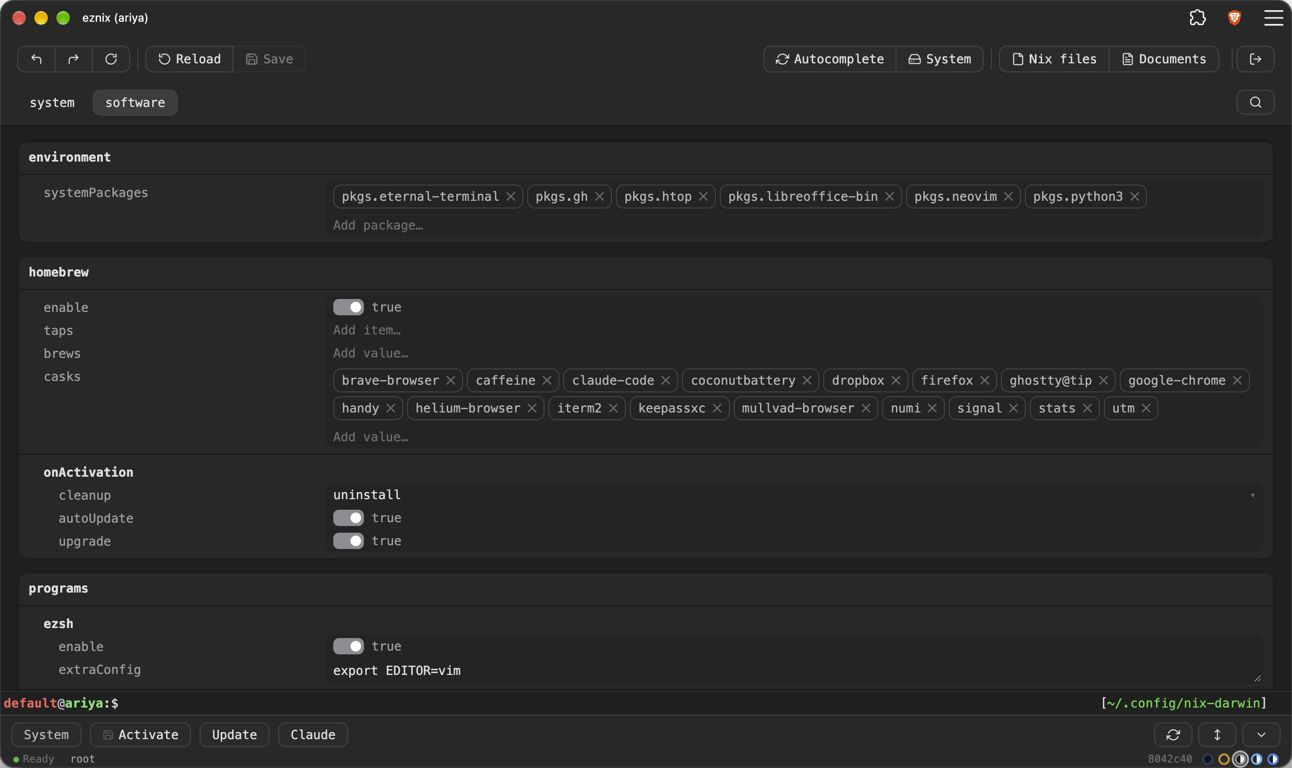 eznix (ariya)
Reload Save Autocomplete System Nix files Documents
system software
environment
systemPackages pkgs.eternal-terminal pkgs.gh pkgs.htop pkgs.libreoffice-bin pkgs.neovim pkgs.python3
Add package…
homebrew
enable true
taps Add item…
brews Add value…
casks brave-browser caffeine claude-code coconutbattery dropbox firefox ghostty@tip google-chrome
handy helium-browser iterm2 keepassxc mullvad-browser numi signal stats utm
Add value…
onActivation
cleanup uninstall
autoUpdate true
upgrade true
programs
ezsh
enable true
extraConfig export EDITOR=vim
default@ariya:$ [~/.config/nix-darwin]
System Activate Update Claude
Ready root 8042c40